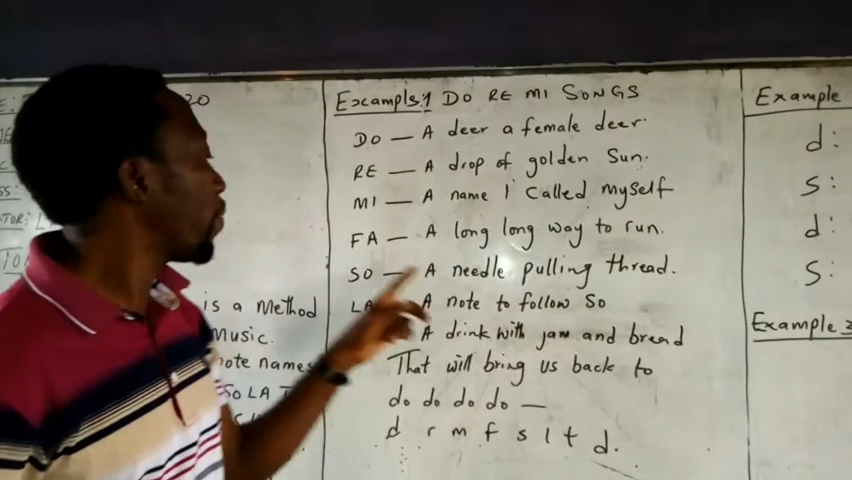 20
is a Method
Music.
note names
SO LA T
Examples:1 DO RE MI SONGS
DO — A deer a female deer.
RE — A drop of golden Sun.
MI — A name I Called myself
FA — A long long way to run.
SO — A needle pulling thread.
LA A note to follow SO
A drink with jam and bread
That will bring us back to
do do do do —
d r m f s l t d.
Example
d:
s:
d:
s:
Example 2